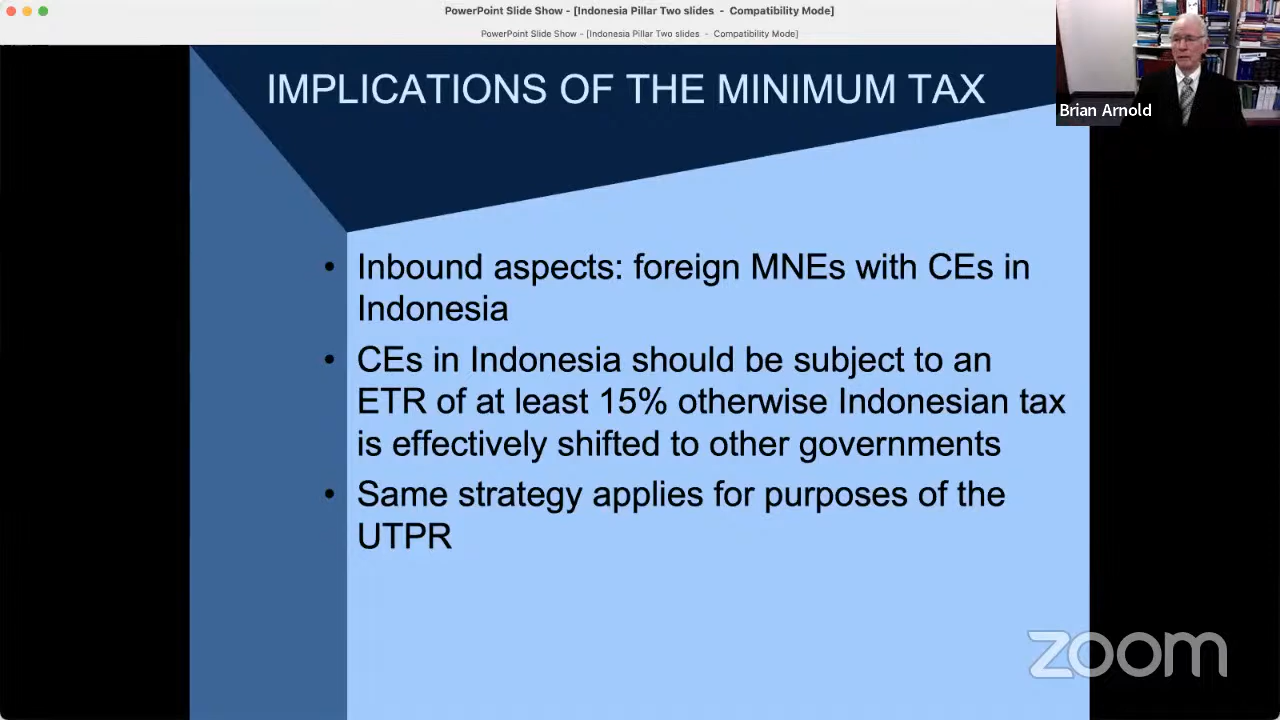 PowerPoint Slide Show - [Indonesia Pillar Two slides - Compatibility Mode]
PowerPoint Slide Show - [Indonesia Pillar Two slides - Compatibility Mode]
IMPLICATIONS OF THE MINIMUM TAX
Brian Arnold
• Inbound aspects: foreign MNEs with CEs in
Indonesia
• CEs in Indonesia should be subject to an
ETR of at least 15% otherwise Indonesian tax
is effectively shifted to other governments
• Same strategy applies for purposes of the
UTPR
zoom